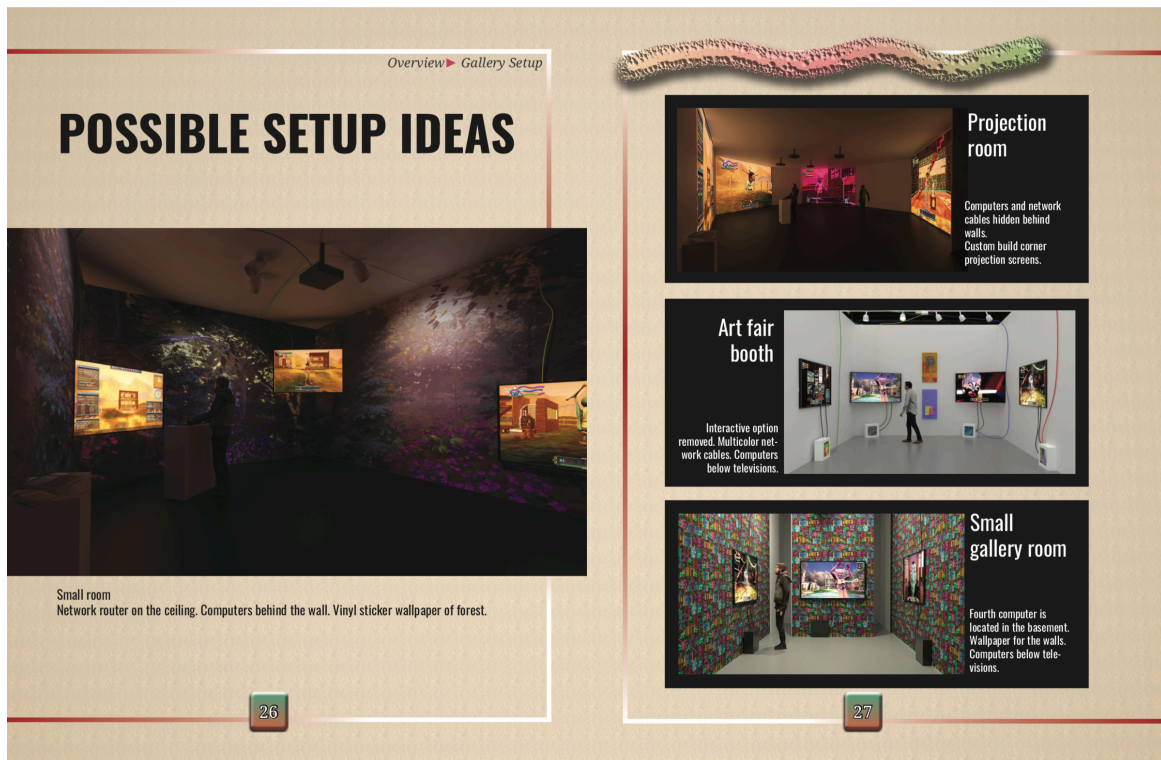 Overview▶ Gallery Setup
POSSIBLE SETUP IDEAS
Small room
Network router on the ceiling. Computers behind the wall. Vinyl sticker wallpaper of forest.
26
Projection
room
Computers and network
cables hidden behind
walls.
Custom build corner
projection screens.
Art fair
booth
Interactive option
removed. Multicolor net-
work cables. Computers
below televisions.
Small
gallery room
Fourth computer is
located in the basement.
Wallpaper for the walls.
Computers below tele-
visions.
27